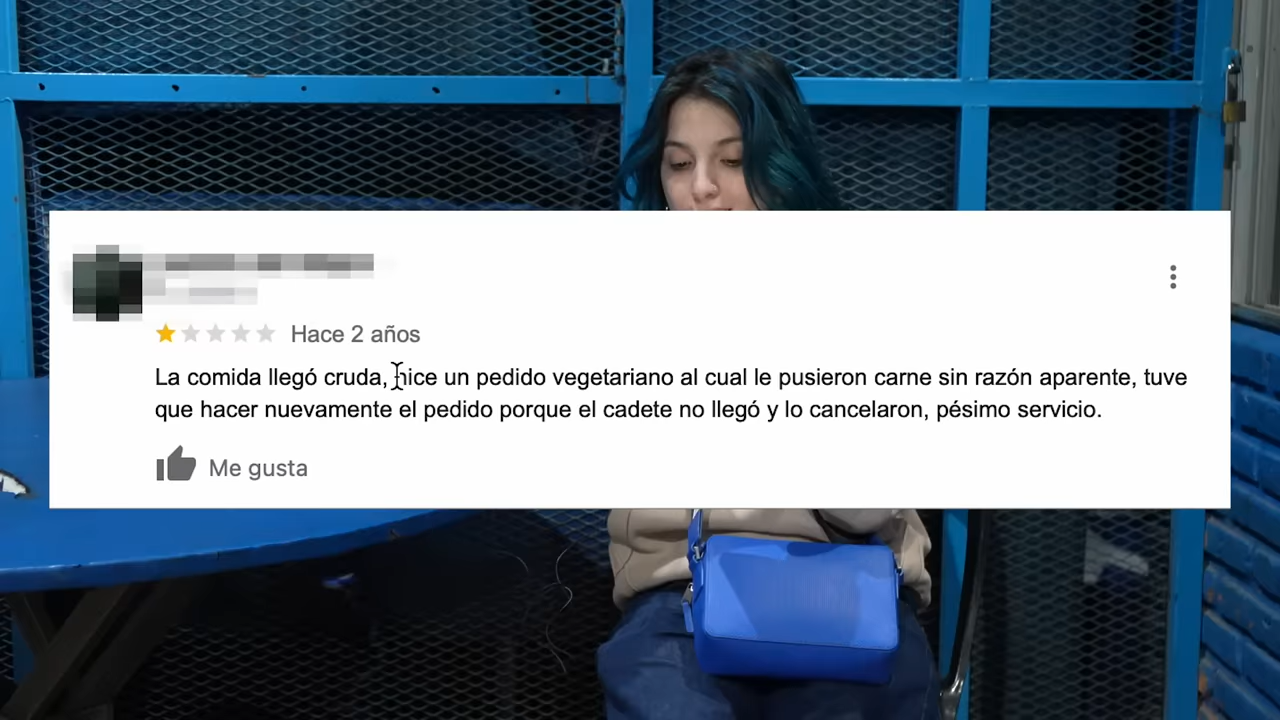 Hace 2 años
La comida llegó cruda, hice un pedido vegetariano al cual le pusieron carne sin razón aparente, tuve
que hacer nuevamente el pedido porque el cadete no llegó y lo cancelaron, pésimo servicio.
Me gusta